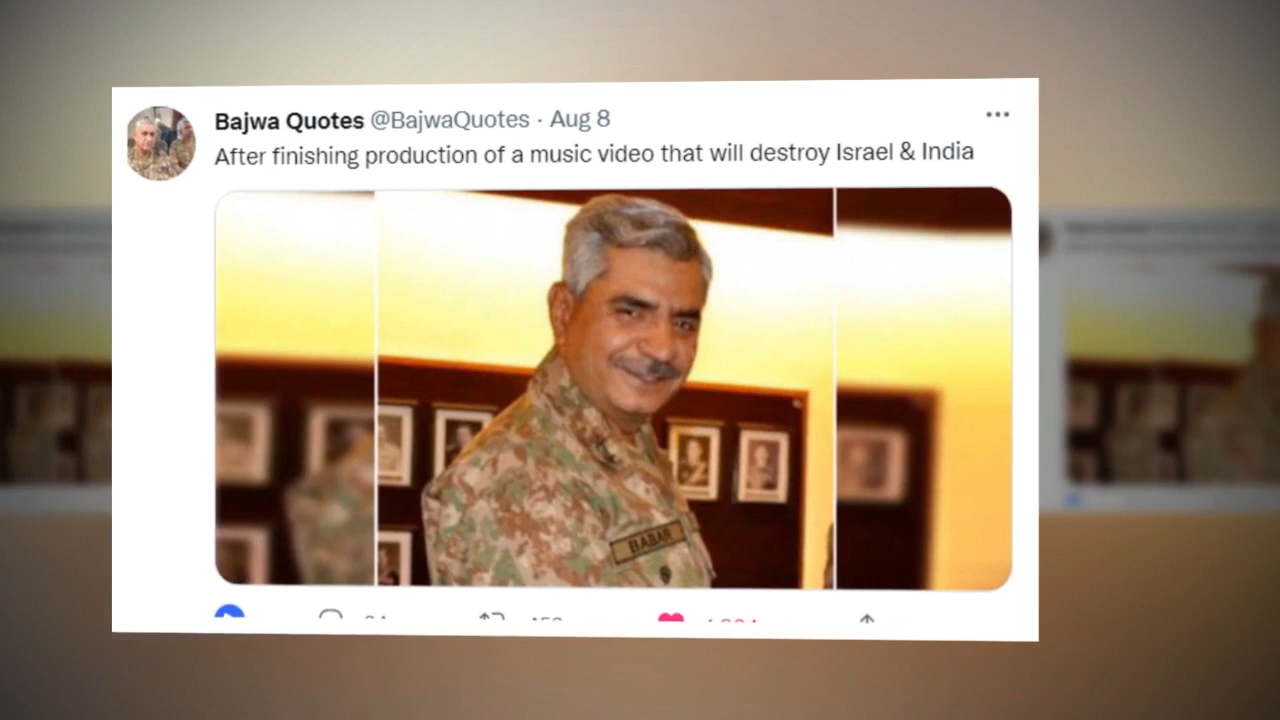 Bajwa Quotes @BajwaQuotes · Aug 8
After finishing production of a music video that will destroy Israel & India
BABAR